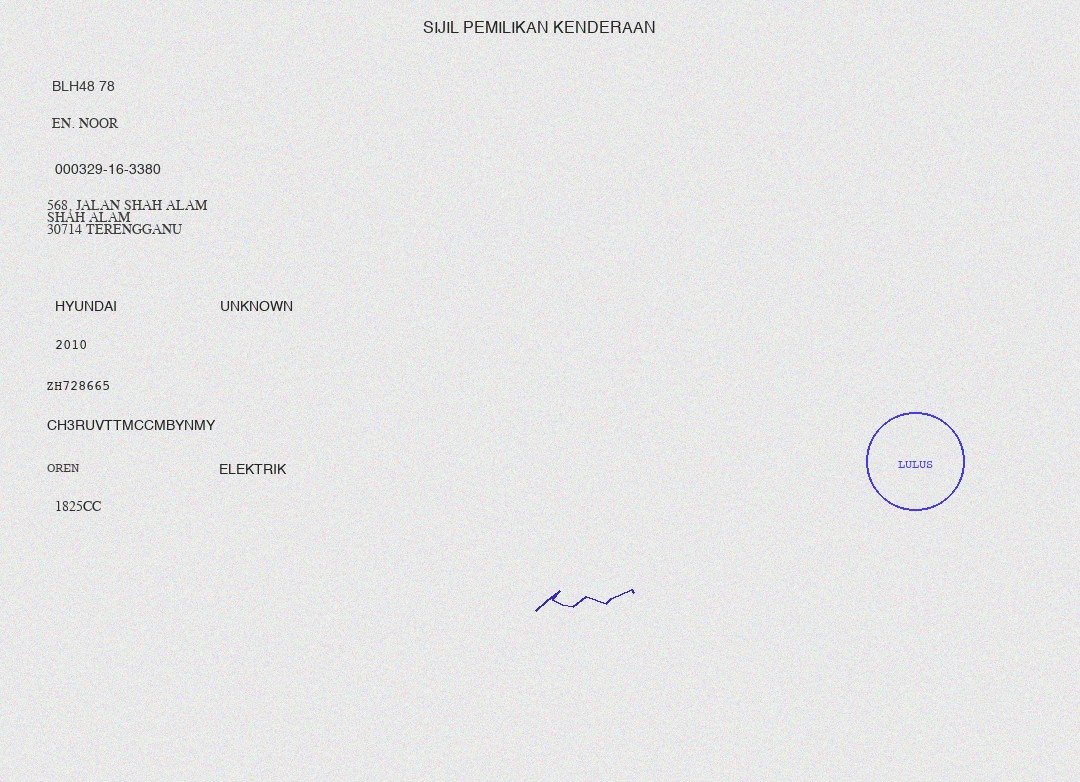 SIJIL PEMILIKAN KENDERAAN
BLH48 78
EN. NOOR
000329-16-3380
568, JALAN SHAH ALAM
SHAH ALAM
30714 TERENGGANU
HYUNDAI UNKNOWN
2010
ZH728665
CH3RUVTTMCCMBYNMY
OREN ELEKTRIK
LULUS
1825CC